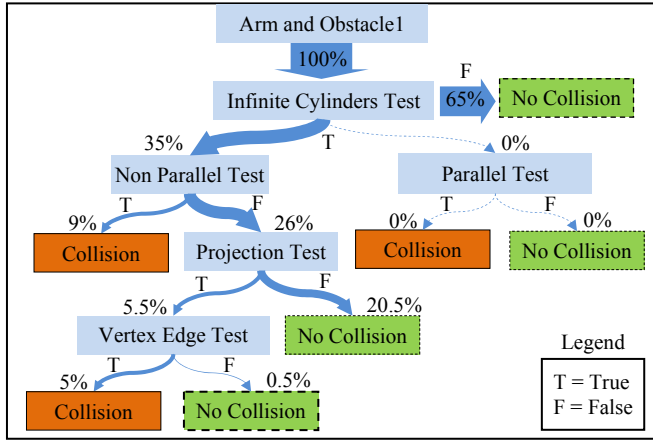 Arm and Obstacle1
100%
F
Infinite Cylinders Test
65%
No Collision
T
35%
0%
Non Parallel Test
Parallel Test
T
F
T
F
9%
26%
0%
0%
Collision
Projection Test
Collision
No Collision
T
F
5.5%
20.5%
Vertex Edge Test
No Collision
T
F
Legend
5%
0.5%
T = True
Collision
No Collision
F = False